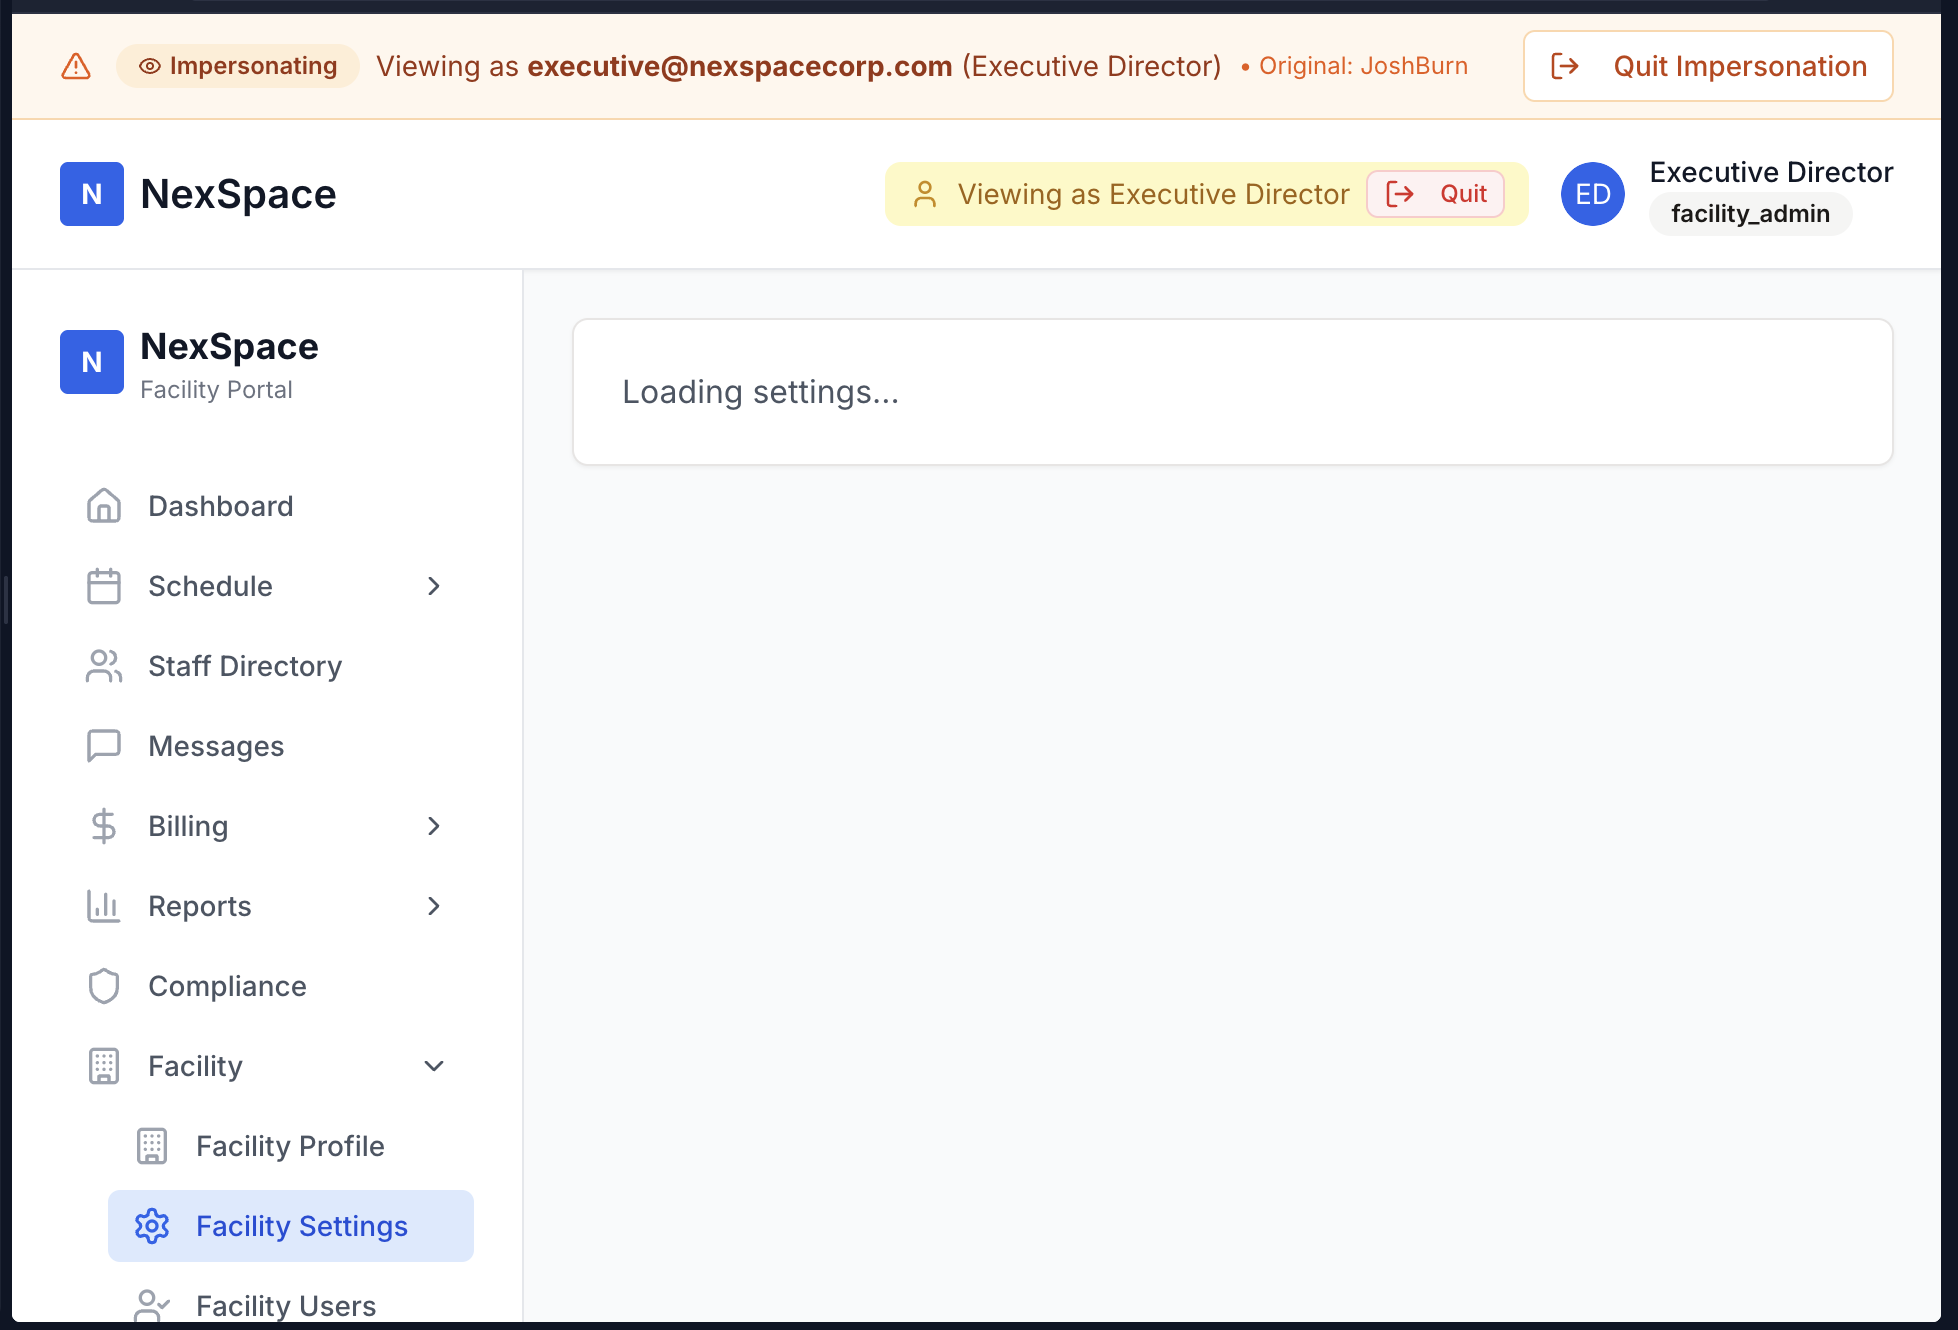 Impersonating Viewing as executive@nexspacecorp.com (Executive Director) • Original: JoshBurn Quit Impersonation
N NexSpace
Viewing as Executive Director Quit
ED Executive Director
facility_admin
N NexSpace
Facility Portal
Dashboard
Schedule
Staff Directory
Messages
Billing
Reports
Compliance
Facility
Facility Profile
Facility Settings
Facility Users
Loading settings...